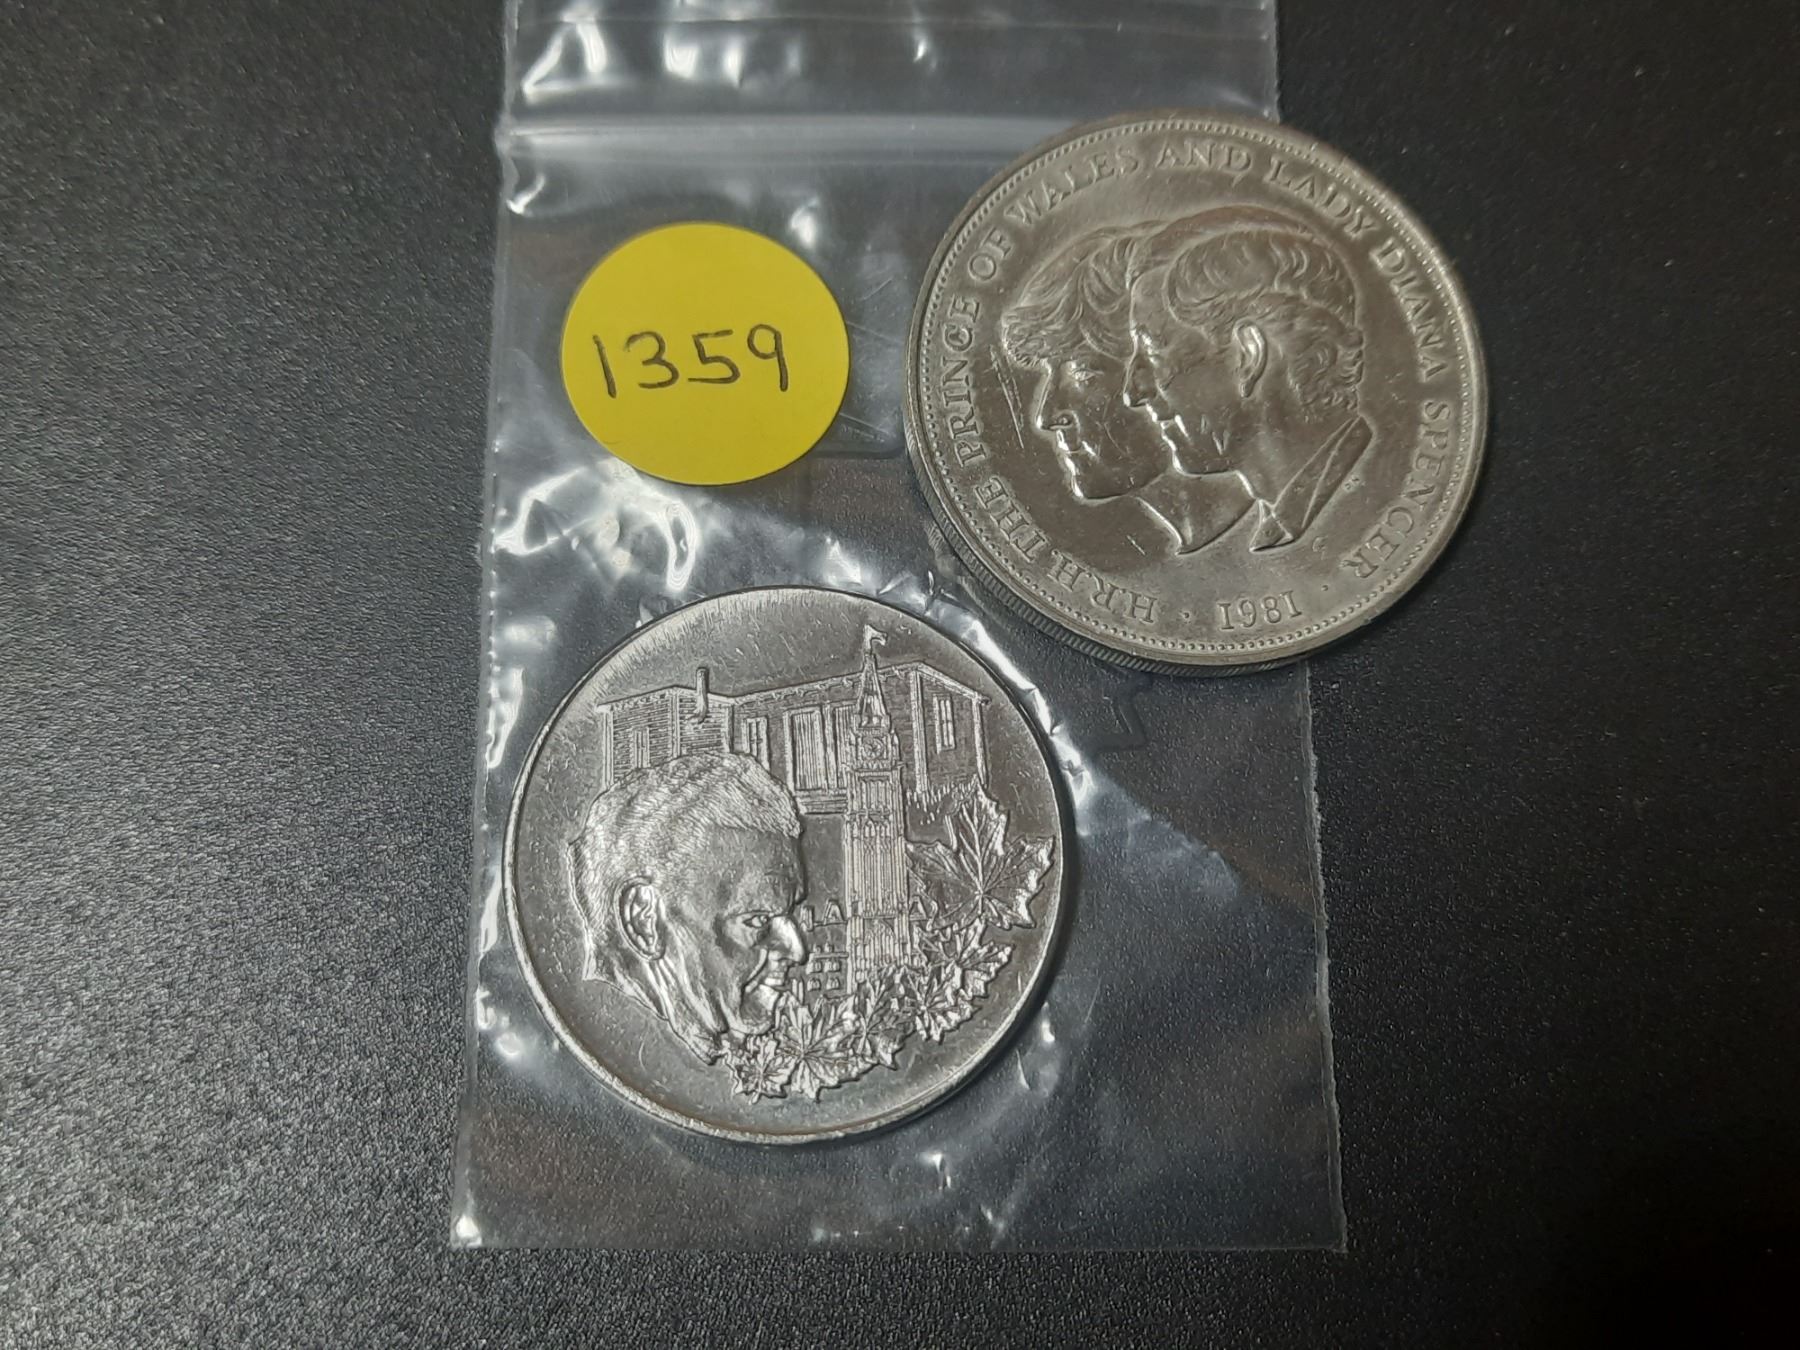 1359
H.R.H. THE PRINCE OF WALES AND LADY DIANA SPENCER
· 1981 ·